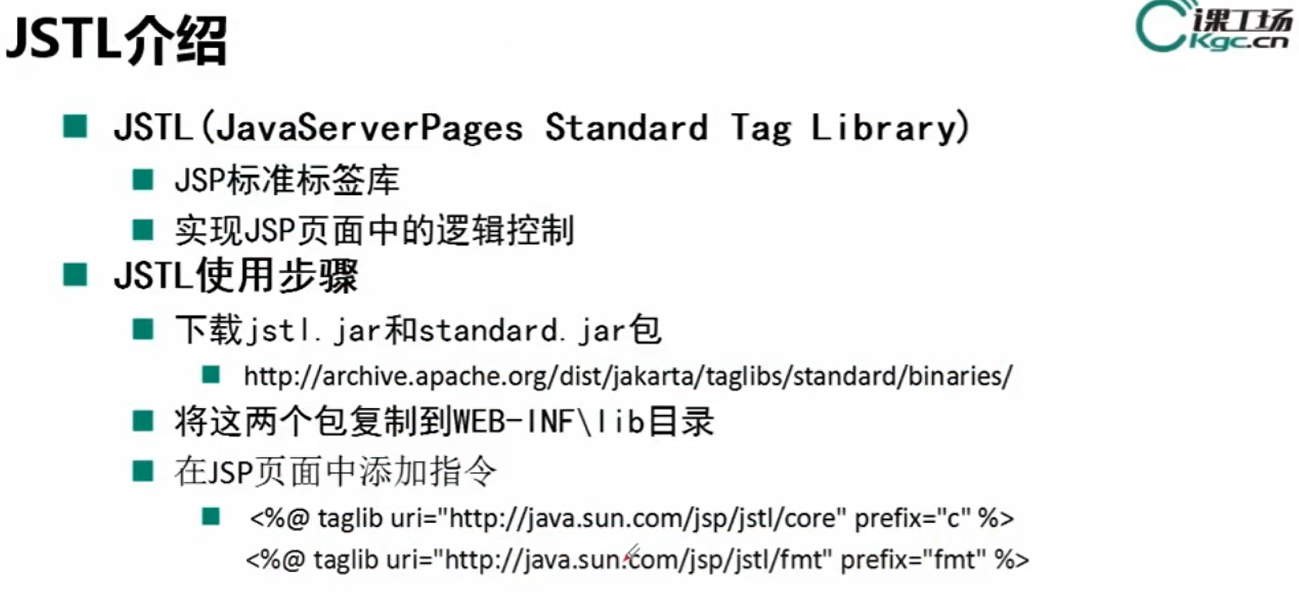 JSTL介绍
课工场
Kgc.cn
JSTL(JavaServerPages Standard Tag Library)
JSP标准标签库
实现JSP页面中的逻辑控制
JSTL使用步骤
下载jstl.jar和standard.jar包
http://archive.apache.org/dist/jakarta/taglibs/standard/binaries/
将这两个包复制到WEB-INF\lib目录
在JSP页面中添加指令
<%@ taglib uri="http://java.sun.com/jsp/jstl/core" prefix="c" %>
<%@ taglib uri="http://java.sun.com/jsp/jstl/fmt" prefix="fmt" %>